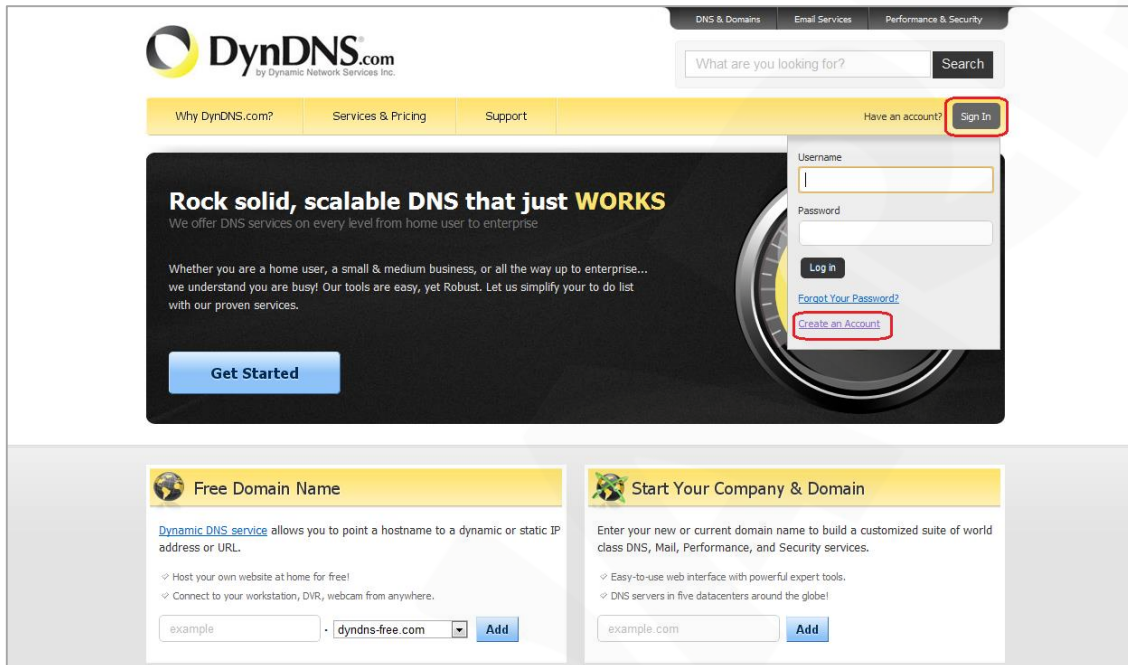 DNS & Domains Email Services Performance & Security
DynDNS.com
by Dynamic Network Services Inc.
What are you looking for? Search
Why DynDNS.com? Services & Pricing Support Have an account? Sign In
Username
Password
Log in
Forgot Your Password?
Create an Account
Rock solid, scalable DNS that just WORKS
We offer DNS services on every level from home user to enterprise
Whether you are a home user, a small & medium business, or all the way up to enterprise...
we understand you are busy! Our tools are easy, yet Robust. Let us simplify your to do list
with our proven services.
Get Started
Free Domain Name
Dynamic DNS service allows you to point a hostname to a dynamic or static IP
address or URL.
Host your own website at home for free!
Connect to your workstation, DVR, webcam from anywhere.
example . dyndns-free.com Add
Start Your Company & Domain
Enter your new or current domain name to build a customized suite of world
class DNS, Mail, Performance, and Security services.
Easy-to-use web interface with powerful expert tools.
DNS servers in five datacenters around the globe!
example.com Add